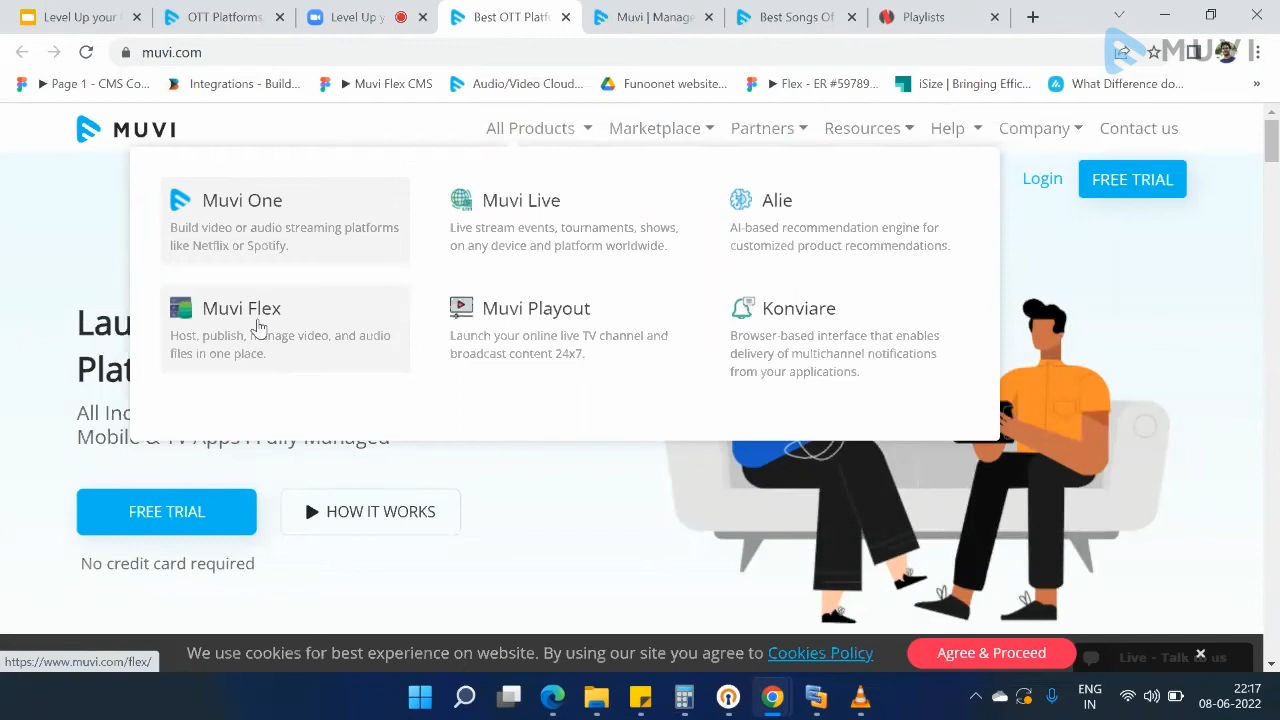 Level Up your
OTT Platforms,
Level Up y
Best OTT Platf
Muvi | Manage
Best Songs Of
Playlists
muvi.com
MUVI
▶ Page 1 - CMS Co...
Integrations - Build...
▶ Muvi Flex CMS
Audio/Video Cloud...
Funoonet website...
▶ Flex - ER #59789...
iSize | Bringing Effic...
What Difference do...
»
MUVI
All Products
Marketplace
Partners
Resources
Help
Company
Contact us
Login
FREE TRIAL
Muvi One
Build video or audio streaming platforms
like Netflix or Spotify.
Muvi Live
Live stream events, tournaments, shows,
on any device and platform worldwide.
Alie
AI-based recommendation engine for
customized product recommendations.
Muvi Flex
Host, publish, manage video, and audio
files in one place.
Muvi Playout
Launch your online live TV channel and
broadcast content 24x7.
Konviare
Browser-based interface that enables
delivery of multichannel notifications
from your applications.
Lau
Plat
All Inc
Mobile & TV Apps I Fully Managed
FREE TRIAL
HOW IT WORKS
No credit card required
https://www.muvi.com/flex/
We use cookies for best experience on website. By using our site you agree to Cookies Policy
Agree & Proceed
Live - Talk to us
ENG
IN
22:17
08-06-2022